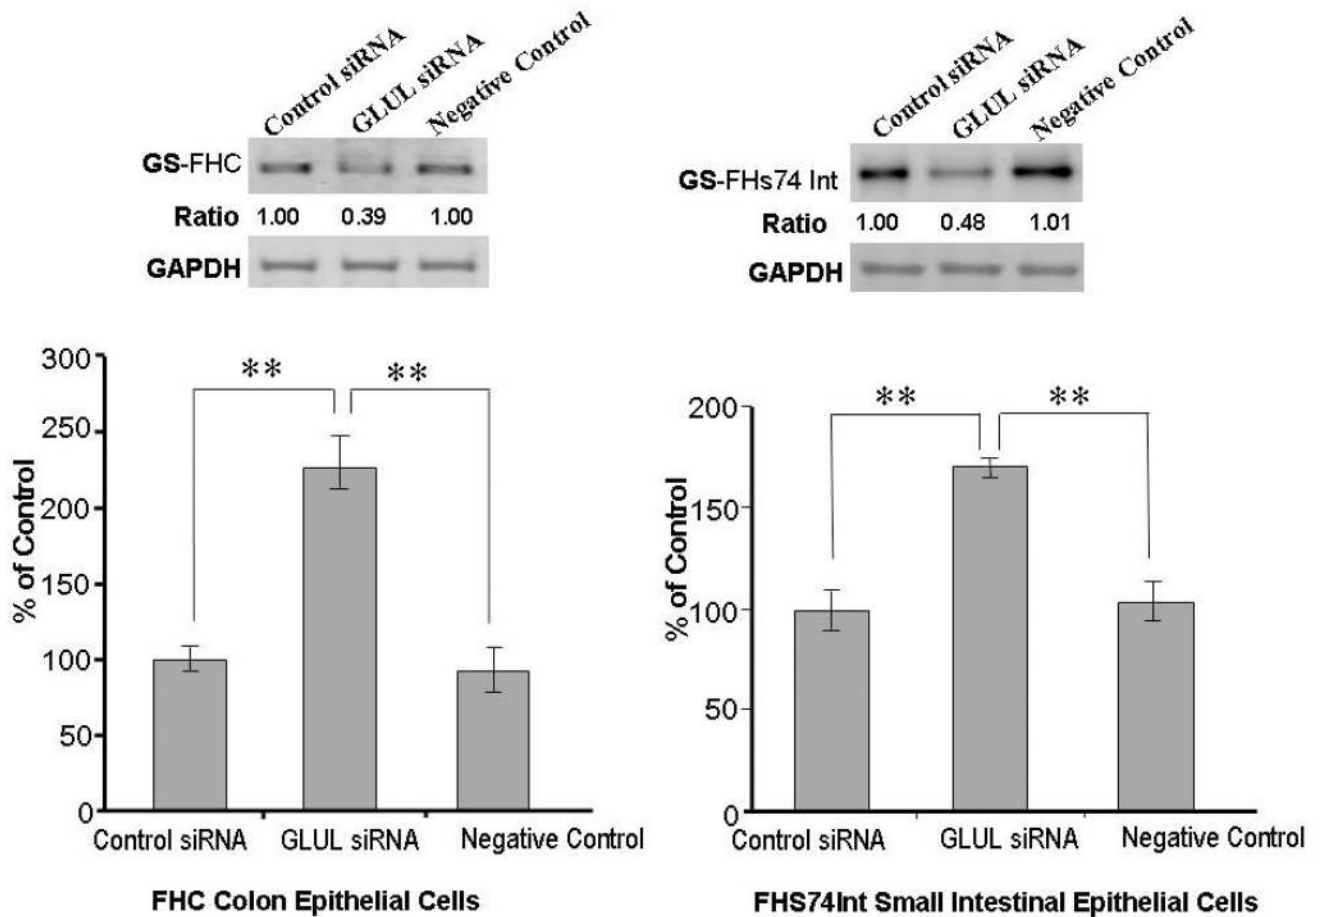 Control siRNA
GLUL siRNA
Negative Control
GS-FHC
Ratio 1.00 0.39 1.00
GAPDH
300
250
200
150
100
50
0
% of Control
** **
Control siRNA GLUL siRNA Negative Control
FHC Colon Epithelial Cells
Control siRNA
GLUL siRNA
Negative Control
GS-FHs74 Int
Ratio 1.00 0.48 1.01
GAPDH
200
150
100
50
0
% of Control
** **
Control siRNA GLUL siRNA Negative Control
FHS74Int Small Intestinal Epithelial Cells